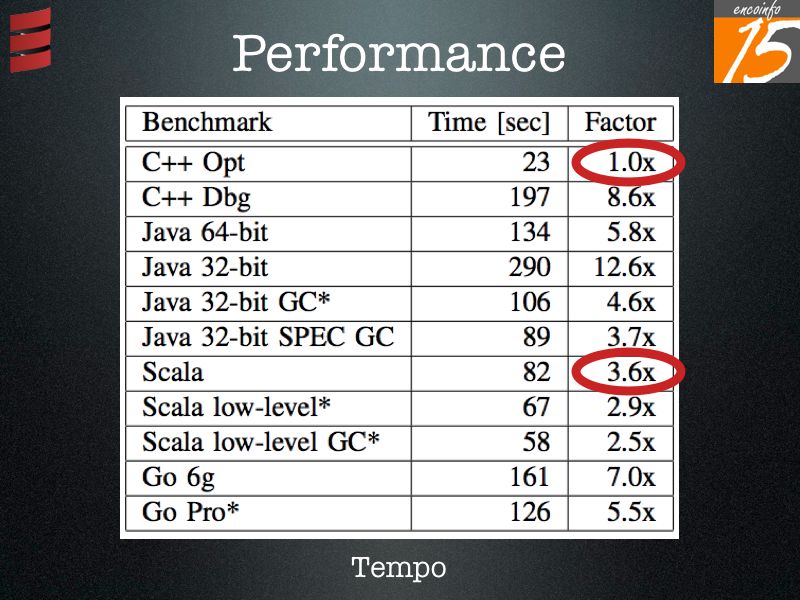 encoinfo
15
Performance
Benchmark Time [sec] Factor
C++ Opt 23 1.0x
C++ Dbg 197 8.6x
Java 64-bit 134 5.8x
Java 32-bit 290 12.6x
Java 32-bit GC* 106 4.6x
Java 32-bit SPEC GC 89 3.7x
Scala 82 3.6x
Scala low-level* 67 2.9x
Scala low-level GC* 58 2.5x
Go 6g 161 7.0x
Go Pro* 126 5.5x
Tempo